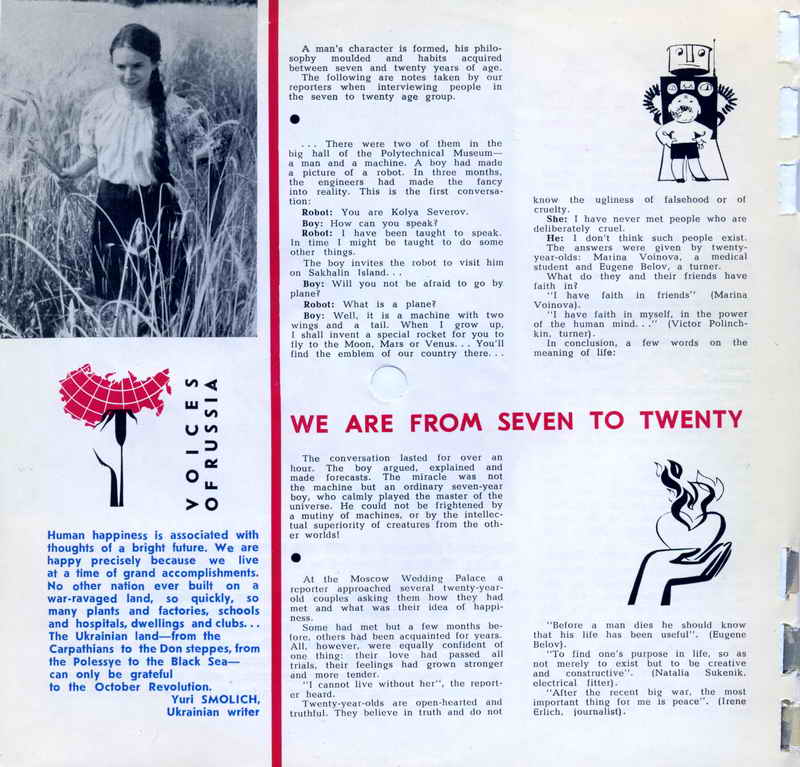 VOICES
OF RUSSIA
Human happiness is associated with
thoughts of a bright future. We are
happy precisely because we live
at a time of grand accomplishments.
No other nation ever built on a
war-ravaged land, so quickly, so
many plants and factories, schools
and hospitals, dwellings and clubs...
The Ukrainian land—from the
Carpathians to the Don steppes, from
the Polessye to the Black Sea—
can only be grateful
to the October Revolution.
Yuri SMOLICH,
Ukrainian writer
A man's character is formed, his philo-
sophy moulded and habits acquired
between seven and twenty years of age.
The following are notes taken by our
reporters when interviewing people in
the seven to twenty age group.
... There were two of them in the
big hall of the Polytechnical Museum—
a man and a machine. A boy had made
a picture of a robot. In three months,
the engineers had made the fancy
into reality. This is the first conversa-
tion:
Robot: You are Kolya Severov.
Boy: How can you speak?
Robot: I have been taught to speak.
In time I might be taught to do some
other things.
The boy invites the robot to visit him
on Sakhalin Island...
Boy: Will you not be afraid to go by
plane?
Robot: What is a plane?
Boy: Well, it is a machine with two
wings and a tail. When I grow up,
I shall invent a special rocket for you to
fly to the Moon, Mars or Venus... You'll
find the emblem of our country there...
know the ugliness of falsehood or of
cruelty.
She: I have never met people who are
deliberately cruel.
He: I don't think such people exist.
The answers were given by twenty-
year-olds: Marina Voinova, a medical
student and Eugene Belov, a turner.
What do they and their friends have
faith in?
"I have faith in friends" (Marina
Voinova).
"I have faith in myself, in the power
of the human mind..." (Victor Polinch-
kin, turner).
In conclusion, a few words on the
meaning of life:
WE ARE FROM SEVEN TO TWENTY
The conversation lasted for over an
hour. The boy argued, explained and
made forecasts. The miracle was not
the machine but an ordinary seven-year
boy, who calmly played the master of the
universe. He could not be frightened by
a mutiny of machines, or by the intellec-
tual superiority of creatures from the oth-
er worlds!
At the Moscow Wedding Palace a
reporter approached several twenty-year-
old couples asking them how they had
met and what was their idea of happi-
ness.
Some had met but a few months be-
fore, others had been acquainted for years.
All, however, were equally confident of
one thing: their love had passed all
trials, their feelings had grown stronger
and more tender.
"I cannot live without her", the report-
er heard.
Twenty-year-olds are open-hearted and
truthful. They believe in truth and do not
"Before a man dies he should know
that his life has been useful". (Eugene
Belov).
"To find one's purpose in life, so as
not merely to exist but to be creative
and constructive". (Natalia Sukenik,
electrical fitter).
"After the recent big war, the most
important thing for me is peace". (Irene
Erlich, journalist).